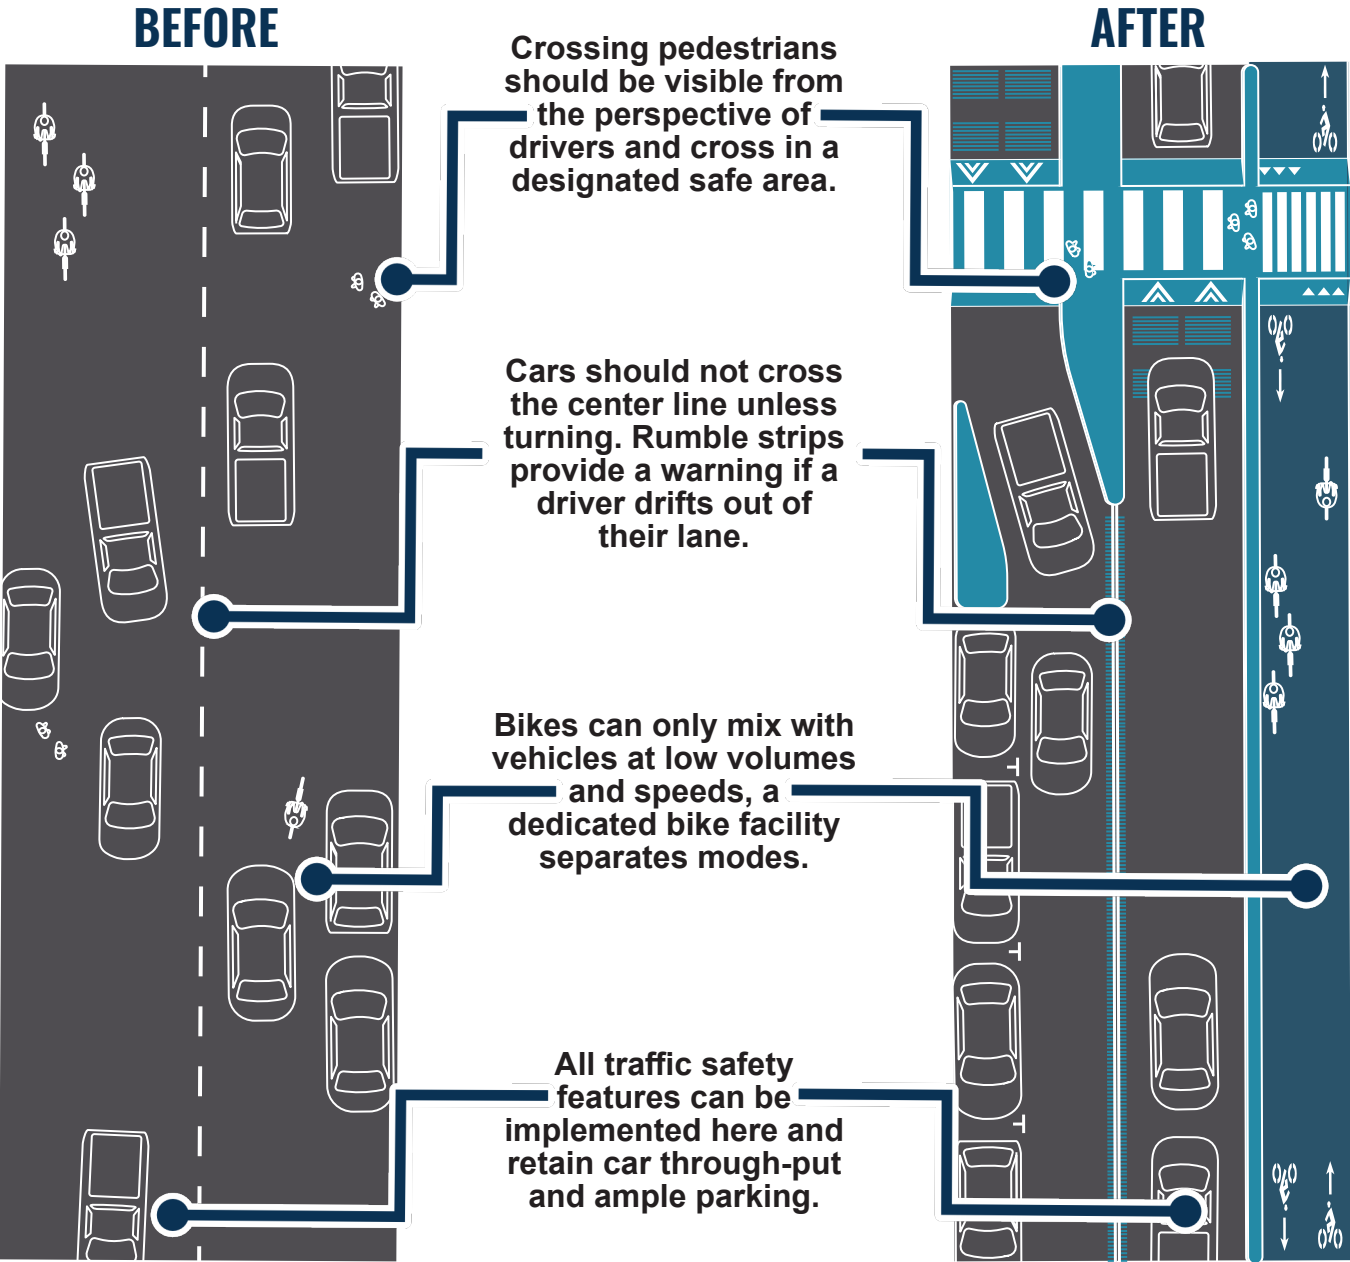 BEFORE
AFTER
Crossing pedestrians
should be visible from
the perspective of
drivers and cross in a
designated safe area.
Cars should not cross
the center line unless
turning. Rumble strips
provide a warning if a
driver drifts out of
their lane.
Bikes can only mix with
vehicles at low volumes
and speeds, a
dedicated bike facility
separates modes.
All traffic safety
features can be
implemented here and
retain car through-put
and ample parking.